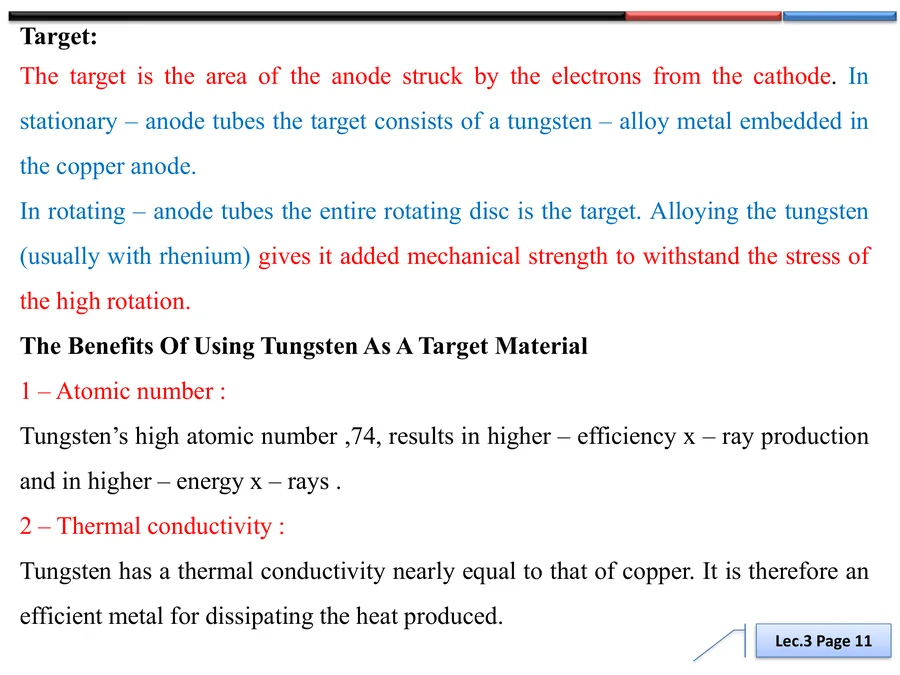 Target:
The target is the area of the anode struck by the electrons from the cathode. In
stationary – anode tubes the target consists of a tungsten – alloy metal embedded in
the copper anode.
In rotating – anode tubes the entire rotating disc is the target. Alloying the tungsten
(usually with rhenium) gives it added mechanical strength to withstand the stress of
the high rotation.
The Benefits Of Using Tungsten As A Target Material
1 – Atomic number :
Tungsten’s high atomic number ,74, results in higher – efficiency x – ray production
and in higher – energy x – rays .
2 – Thermal conductivity :
Tungsten has a thermal conductivity nearly equal to that of copper. It is therefore an
efficient metal for dissipating the heat produced.
Lec.3 Page 11